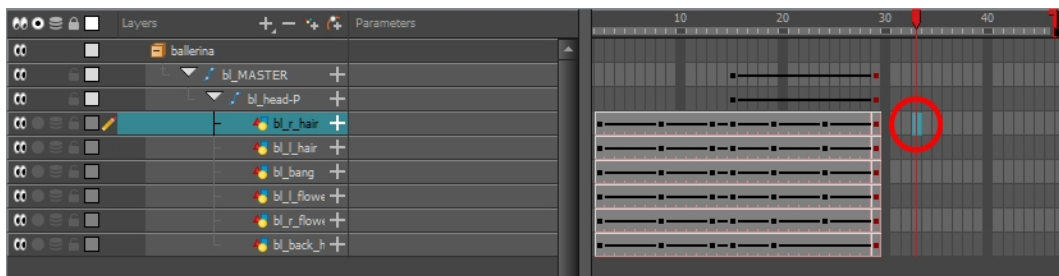 Layers Parameters 10 20 30 40
ballerina
bl_MASTER
bl_head-P
bl_r_hair
bl_l_hair
bl_bang
bl_l_flowe
bl_r_flowe
bl_back_h